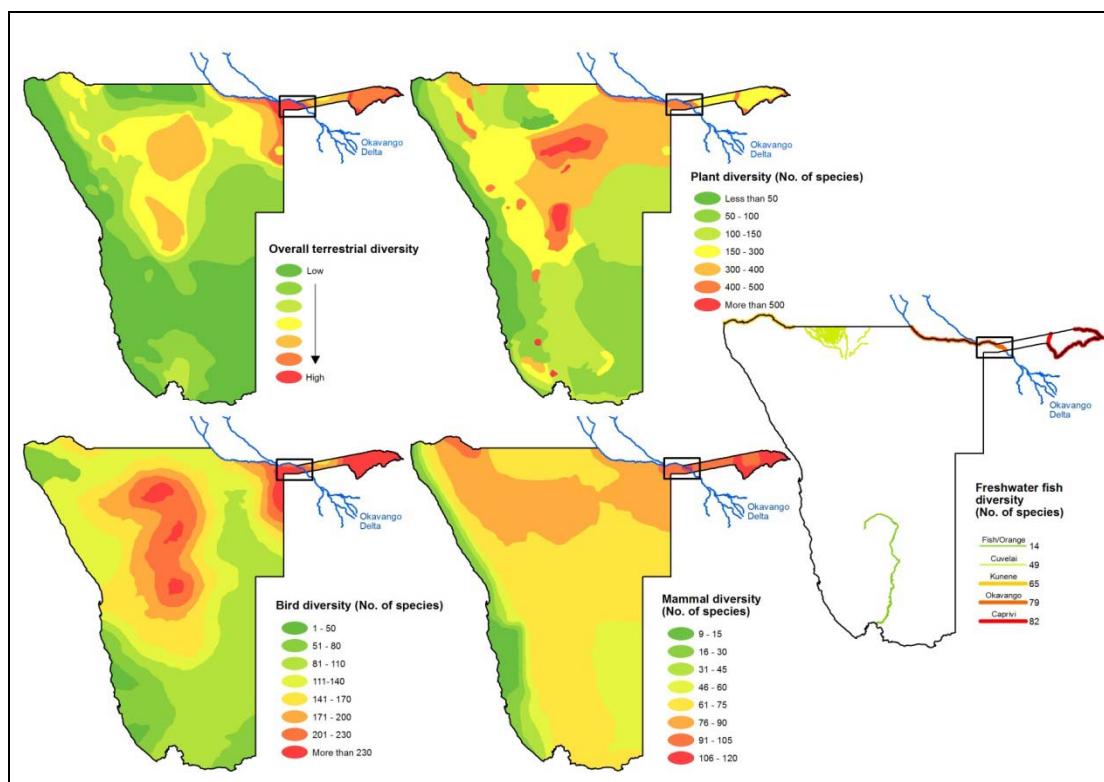 Okavango
Delta
Overall terrestrial diversity
Low
High
Okavango
Delta
Plant diversity (No. of species)
Less than 50
50 - 100
100 -150
150 - 300
300 - 400
400 - 500
More than 500
Okavango
Delta
Freshwater fish
diversity
(No. of species)
Fish/Orange 14
Cuvelai 49
Kunene 65
Okavango 79
Caprivi 82
Okavango
Delta
Bird diversity (No. of species)
1 - 50
51 - 80
81 - 110
111-140
141 - 170
171 - 200
201 - 230
More than 230
Okavango
Delta
Mammal diversity
(No. of species)
9 - 15
16 - 30
31 - 45
46 - 60
61 - 75
76 - 90
91 - 105
106 - 120